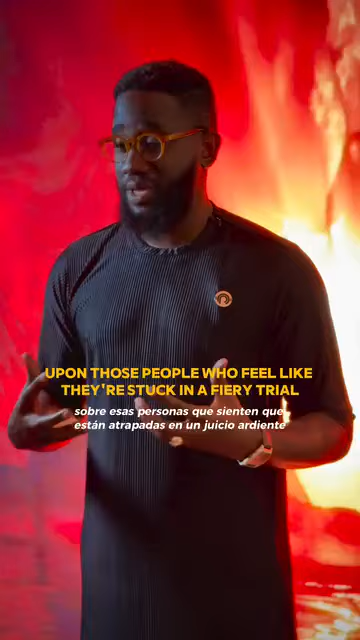 UPON THOSE PEOPLE WHO FEEL LIKE
THEY'RE STUCK IN A FIERY TRIAL
sobre esas personas que sienten que
están atrapadas en un juicio ardiente